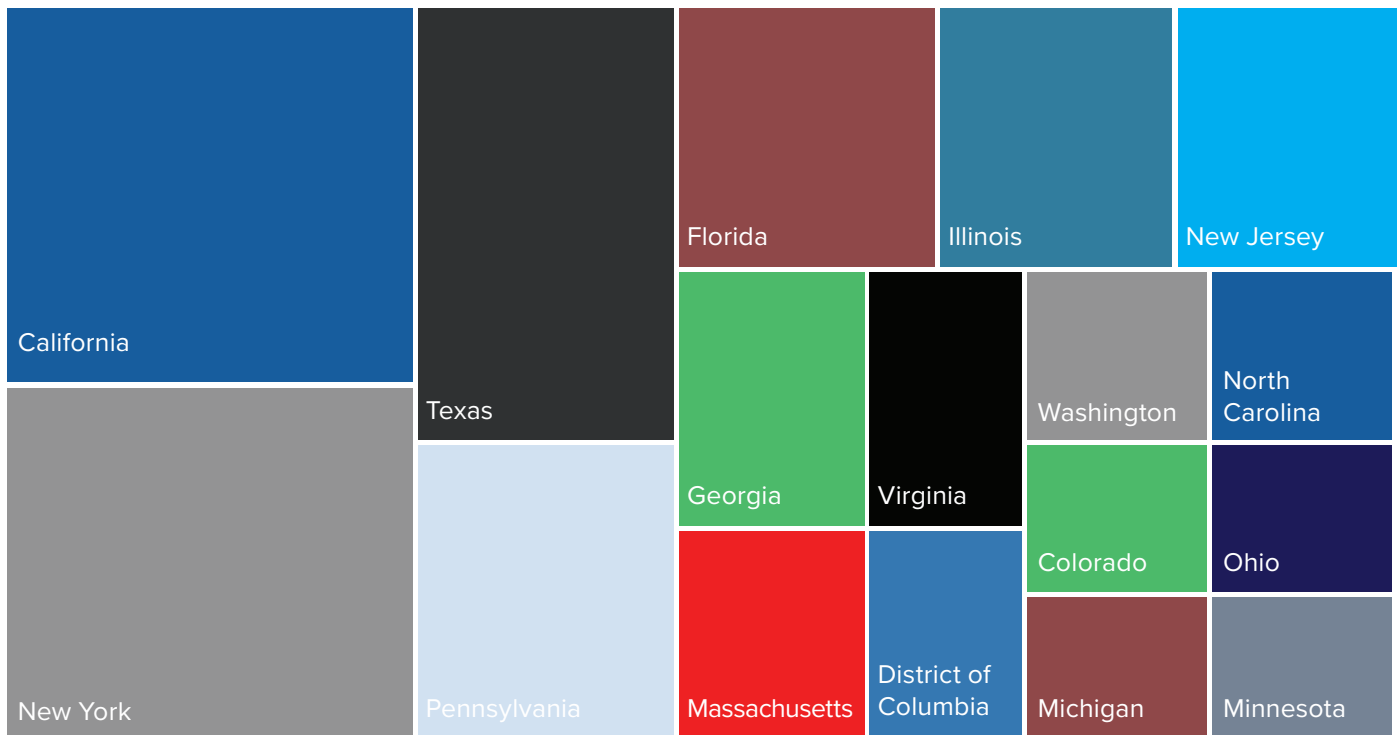 California
New York
Texas
Pennsylvania
Florida
Illinois
New Jersey
Georgia
Virginia
Washington
North
Carolina
Colorado
Ohio
Massachusetts
District of
Columbia
Michigan
Minnesota